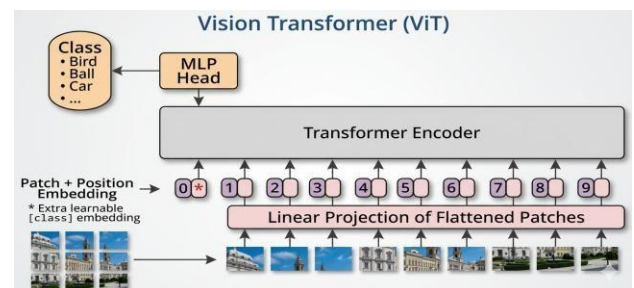 Vision Transformer (ViT)
Class
• Bird
• Ball
• Car
• ...
MLP
Head
Transformer Encoder
Patch + Position
Embedding
* Extra learnable
[class] embedding
0 * 1 2 3 4 5 6 7 8 9
Linear Projection of Flattened Patches